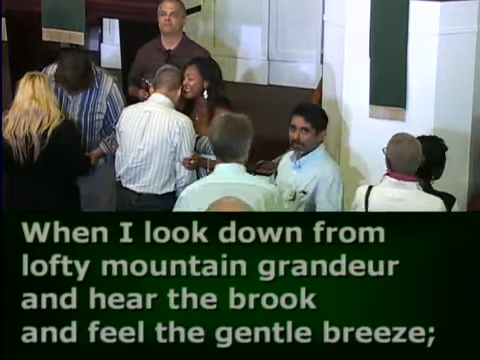 When I look down from
lofty mountain grandeur
and hear the brook
and feel the gentle breeze;